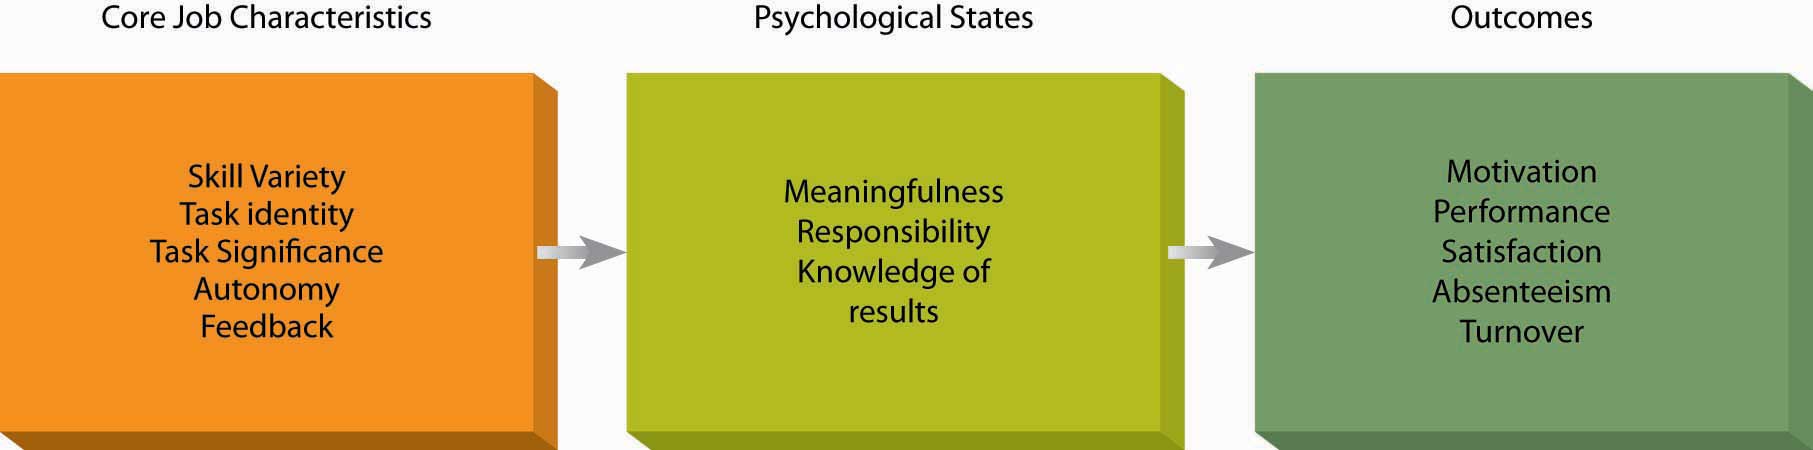 Core Job Characteristics
Psychological States
Outcomes
Skill Variety
Task identity
Task Significance
Autonomy
Feedback
Meaningfulness
Responsibility
Knowledge of
results
Motivation
Performance
Satisfaction
Absenteeism
Turnover